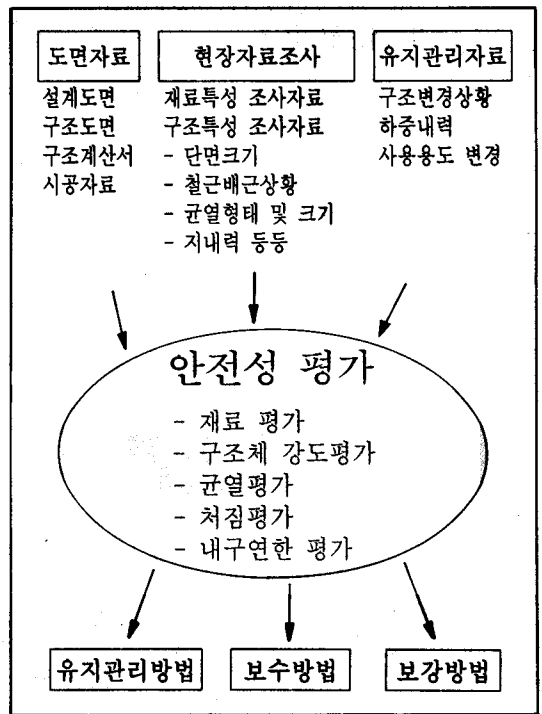 도면자료
설계도면
구조도면
구조계산서
시공자료
현장자료조사
재료특성 조사자료
구조특성 조사자료
- 단면크기
- 철근배근상황
- 균열형태 및 크기
- 지내력 등등
유지관리자료
구조변경상황
하중내력
사용용도 변경
안전성 평가
- 재료 평가
- 구조체 강도평가
- 균열평가
- 처짐평가
- 내구연한 평가
유지관리방법
보수방법
보강방법